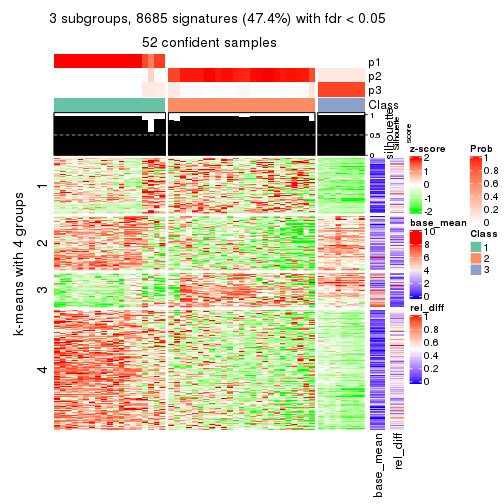 3 subgroups, 8685 signatures (47.4%) with fdr < 0.05
52 confident samples
p1
p2
p3
Class
1
0.5
0
silhouette
Silhouette
score
k-means with 4 groups
1
2
3
4
base_mean
rel_diff
z-score
2
1
0
-1
-2
base_mean
10
8
6
4
2
0
rel_diff
1
0.8
0.6
0.4
0.2
0
Prob
1
0.8
0.6
0.4
0.2
0
Class
1
2
3